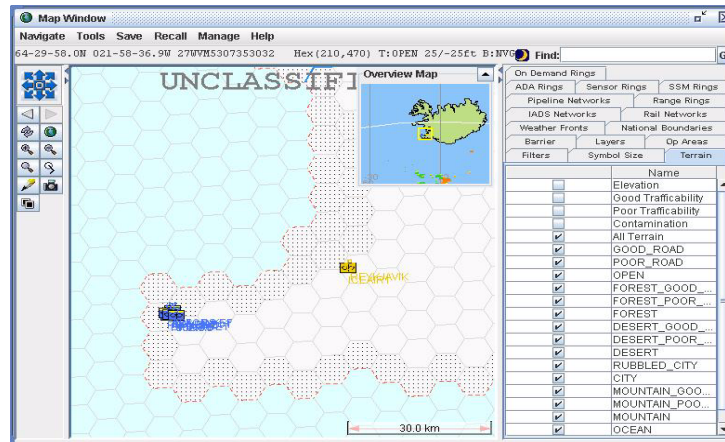 Map Window
Navigate Tools Save Recall Manage Help
64-29-58.0N 021-58-36.9W 27WVM5307353032 Hex(210,470) T:OPEN 25/-25ft B:NVG
Find:
UNCLASSIFI
Overview Map
REYKJAVIK
30.0 km
On Demand Rings
ADA Rings Sensor Rings SSM Rings
Pipeline Networks Range Rings
IADS Networks Rail Networks
Weather Fronts National Boundaries
Barrier Layers Op Areas
Filters Symbol Size Terrain
Name
Elevation
Good Trafficability
Poor Trafficability
Contamination
All Terrain
GOOD_ROAD
POOR_ROAD
OPEN
FOREST_GOOD_...
FOREST_POOR_...
FOREST
DESERT_GOOD_...
DESERT_POOR_...
DESERT
RUBBLED_CITY
CITY
MOUNTAIN_GOO...
MOUNTAIN_POO...
MOUNTAIN
OCEAN